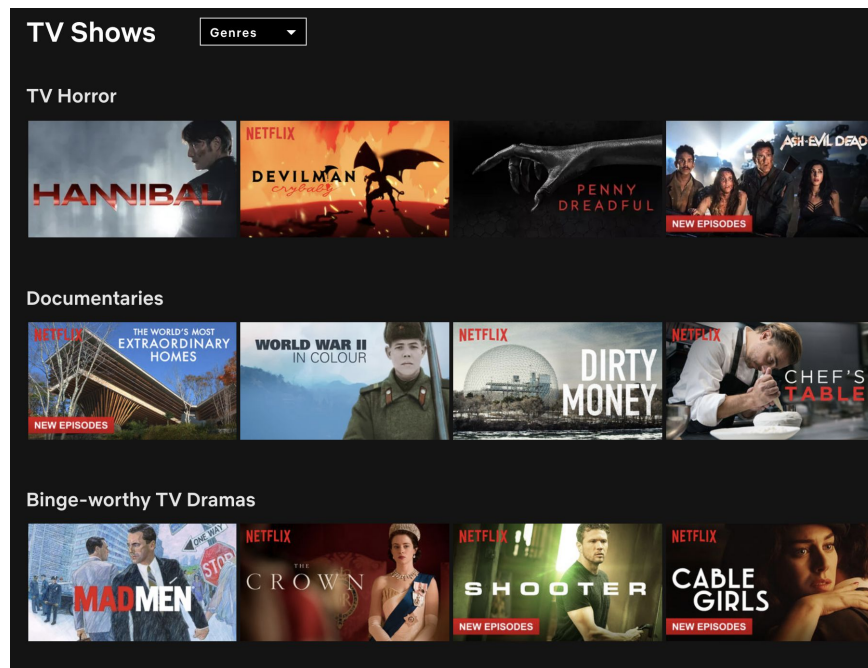 TV Shows
Genres
TV Horror
HANNIBAL
NETFLIX
DEVILMAN
crybaby
PENNY
DREADFUL
ASH vs EVIL DEAD
NEW EPISODES
Documentaries
NETFLIX
THE WORLD'S MOST
EXTRAORDINARY
HOMES
NEW EPISODES
WORLD WAR II
IN COLOUR
NETFLIX
DIRTY
MONEY
NETFLIX
CHEF'S
TABLE
Binge-worthy TV Dramas
ONE WAY
STOP
MAD MEN
NETFLIX
THE
CROWN
NETFLIX
SHOOTER
NEW EPISODES
NETFLIX
CABLE
GIRLS
NEW EPISODES